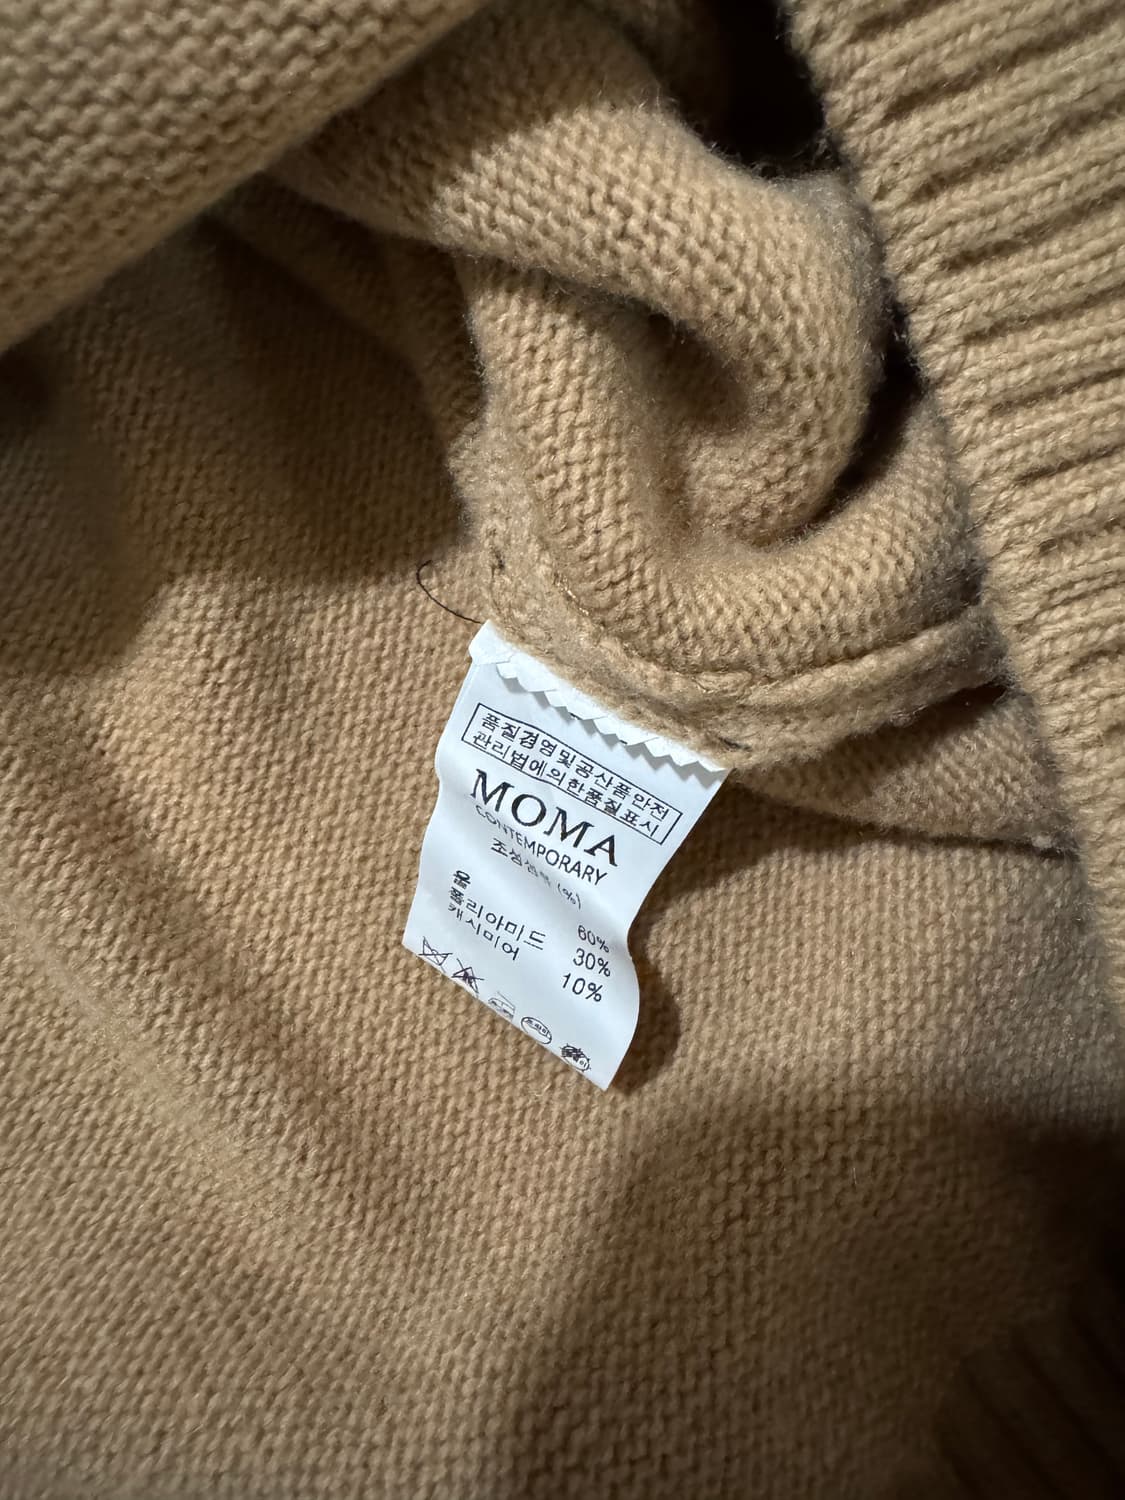 품질경영및공산품안전
관리법에의한품질표시
MOMA
CONTEMPORARY
조성섬유 (%)
울 60%
폴리아미드 30%
캐시미어 10%